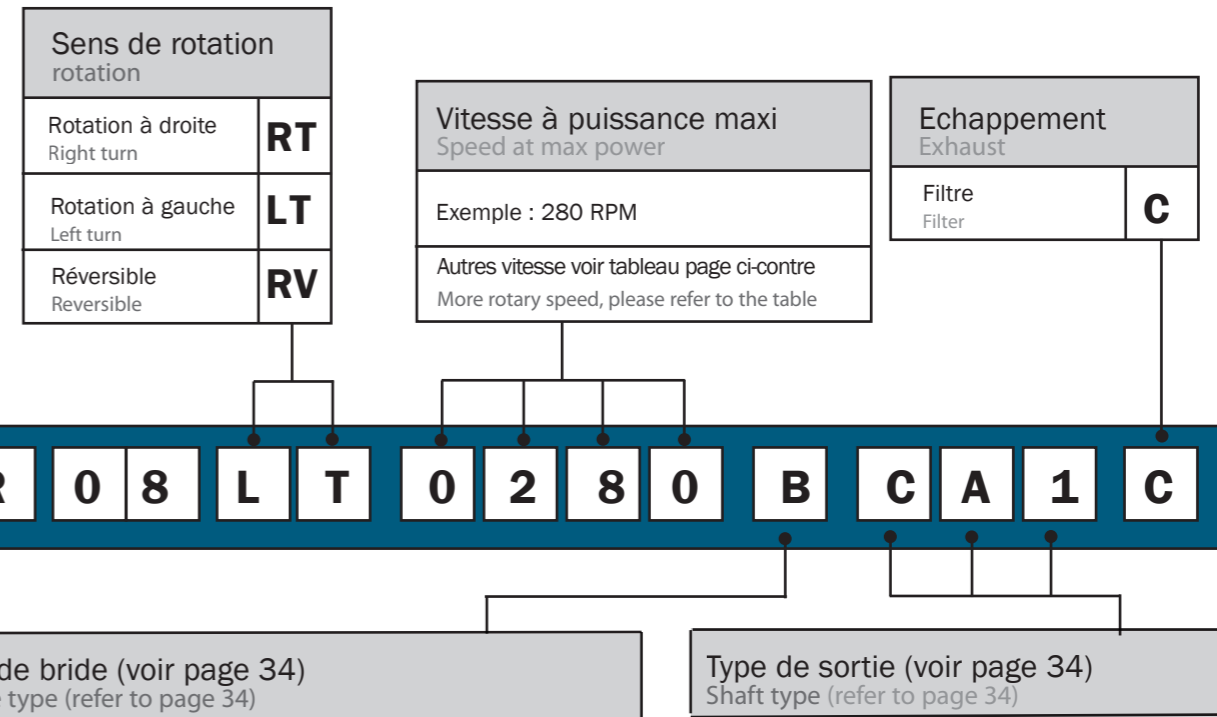 Sens de rotation
rotation
Rotation à droite
Right turn
RT
Rotation à gauche
Left turn
LT
Réversible
Reversible
RV
Vitesse à puissance maxi
Speed at max power
Exemple : 280 RPM
Autres vitesse voir tableau page ci-contre
More rotary speed, please refer to the table
Echappement
Exhaust
Filtre
Filter
C
0 8 L T 0 2 8 0 B C A 1 C
de bride (voir page 34)
type (refer to page 34)
Type de sortie (voir page 34)
Shaft type (refer to page 34)